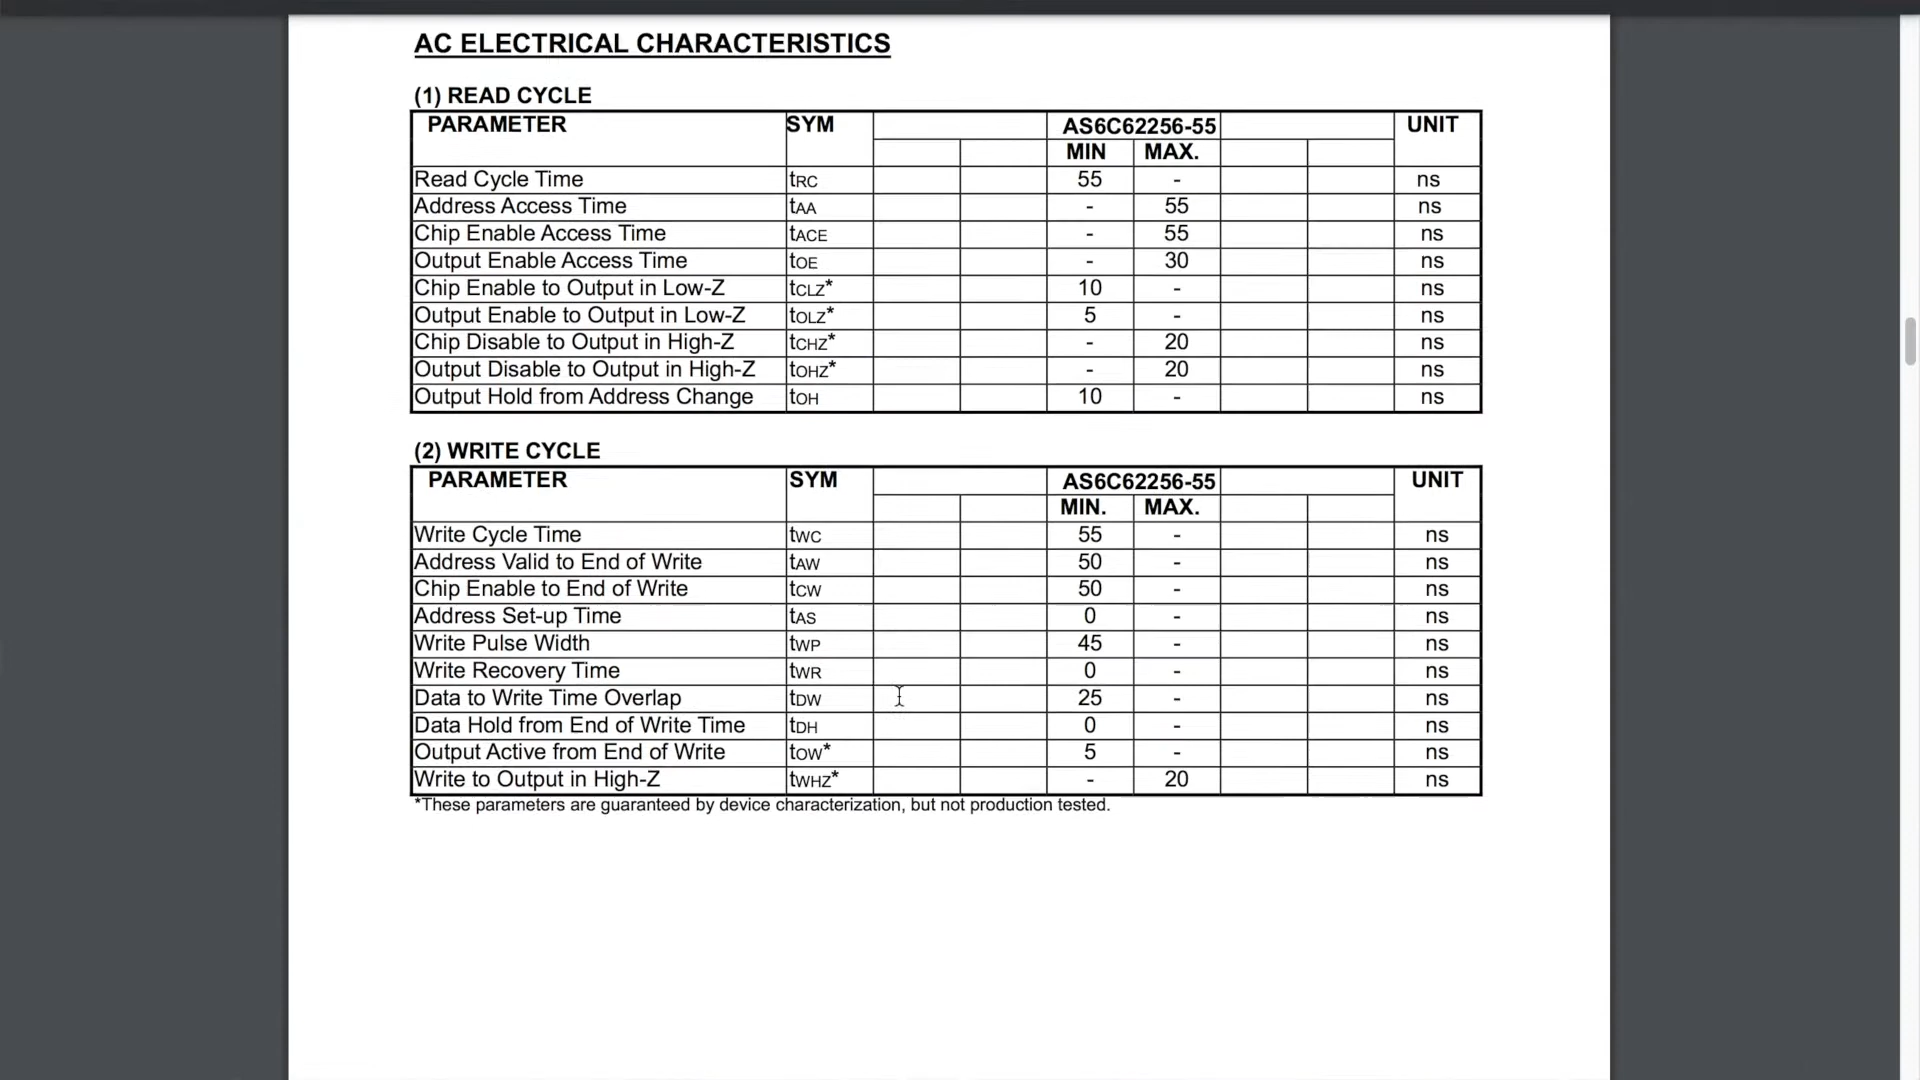 AC ELECTRICAL CHARACTERISTICS
(1) READ CYCLE
PARAMETER SYM AS6C62256-55 UNIT
MIN MAX.
Read Cycle Time tRC 55 - ns
Address Access Time tAA - 55 ns
Chip Enable Access Time tACE - 55 ns
Output Enable Access Time tOE - 30 ns
Chip Enable to Output in Low-Z tCLZ* 10 - ns
Output Enable to Output in Low-Z tOLZ* 5 - ns
Chip Disable to Output in High-Z tCHZ* - 20 ns
Output Disable to Output in High-Z tOHZ* - 20 ns
Output Hold from Address Change tOH 10 - ns
(2) WRITE CYCLE
PARAMETER SYM AS6C62256-55 UNIT
MIN. MAX.
Write Cycle Time tWC 55 - ns
Address Valid to End of Write tAW 50 - ns
Chip Enable to End of Write tCW 50 - ns
Address Set-up Time tAS 0 - ns
Write Pulse Width tWP 45 - ns
Write Recovery Time tWR 0 - ns
Data to Write Time Overlap tDW 25 - ns
Data Hold from End of Write Time tDH 0 - ns
Output Active from End of Write tOW* 5 - ns
Write to Output in High-Z tWHZ* - 20 ns
*These parameters are guaranteed by device characterization, but not production tested.